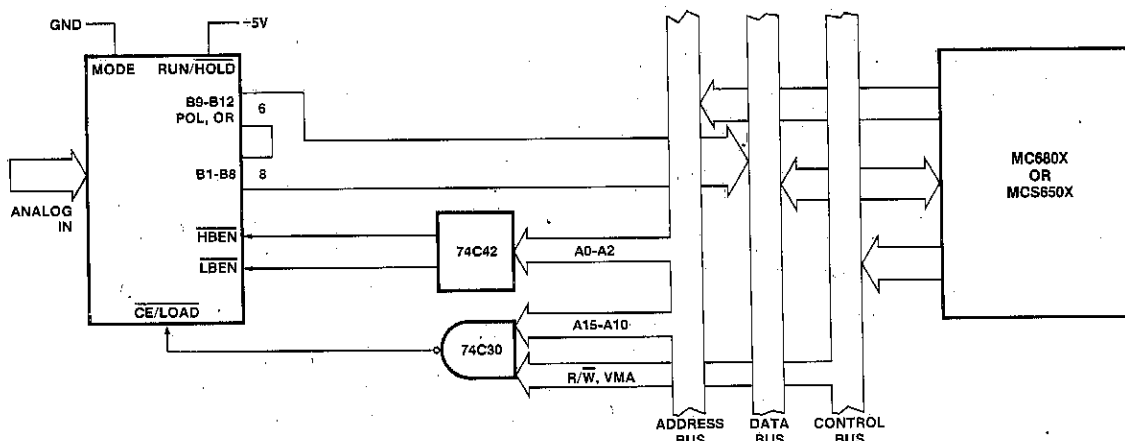 GND
+5V
MODE RUN/HOLD
B9-B12
POL, OR
6
B1-B8
8
ANALOG
IN
HBEN
LBEN
CE/LOAD
74C42
A0-A2
74C30
A15-A10
R/W, VMA
MC680X
OR
MCS650X
ADDRESS
BUS
DATA
BUS
CONTROL
BUS